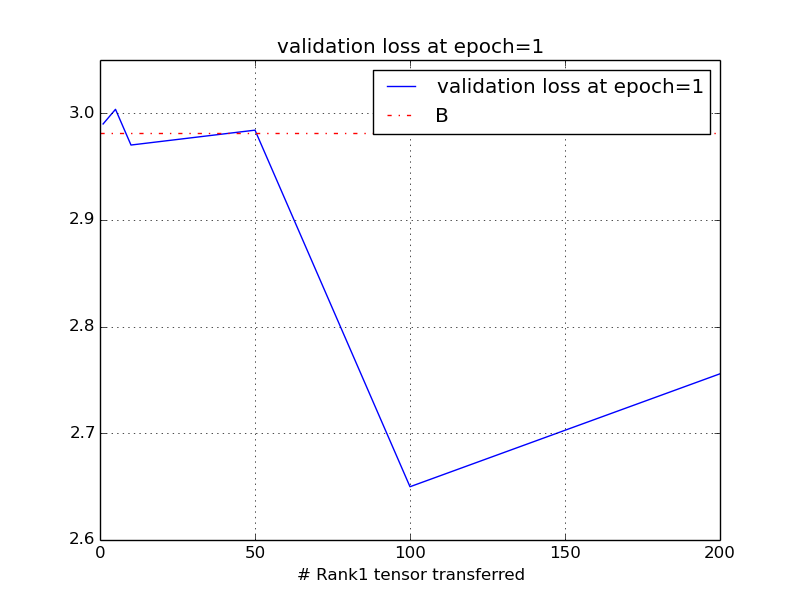 validation loss at epoch=1
validation loss at epoch=1
B
3.0
2.9
2.8
2.7
2.6
0 50 100 150 200
# Rank1 tensor transferred